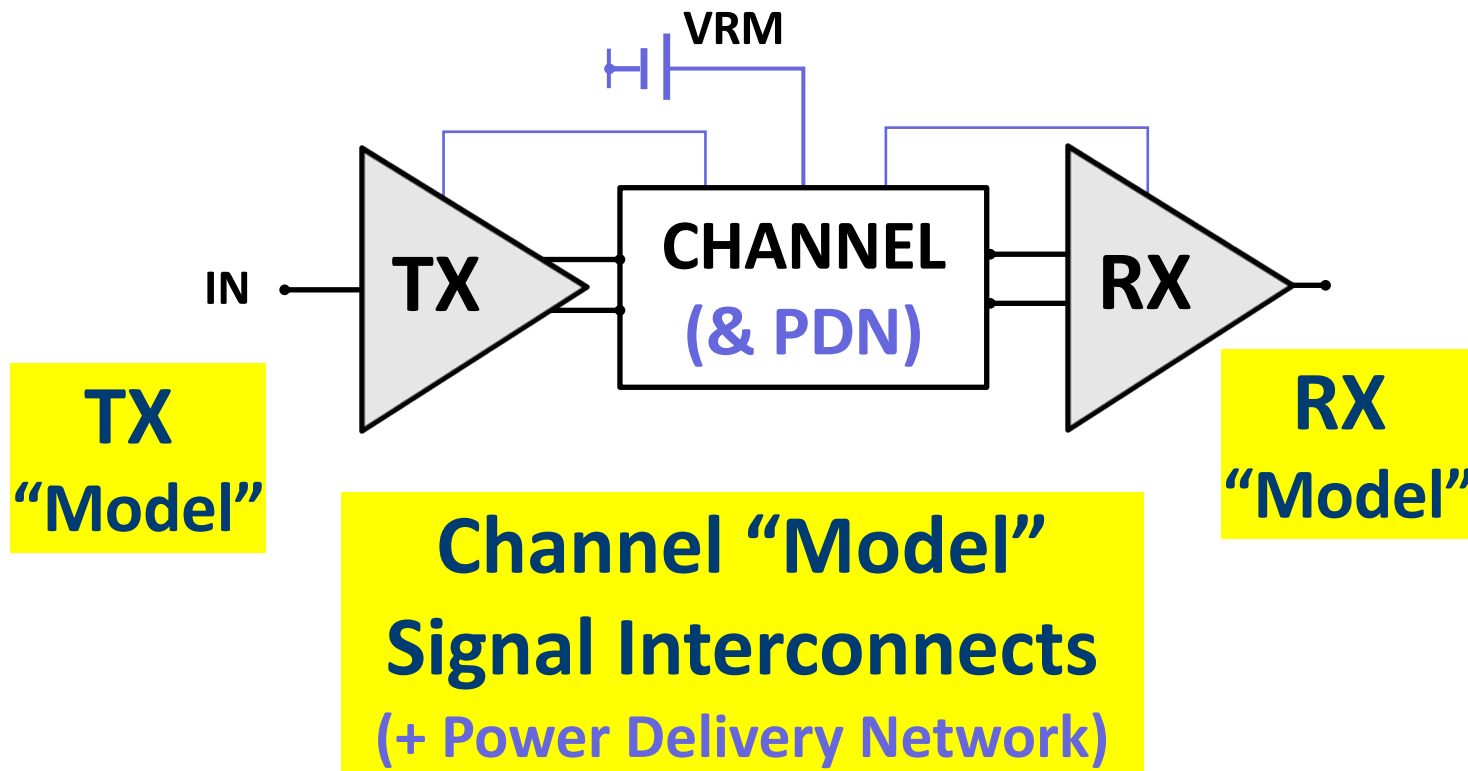 VRM
IN
TX
CHANNEL
(& PDN)
RX
TX
“Model”
Channel “Model”
Signal Interconnects
(+ Power Delivery Network)
RX
“Model”